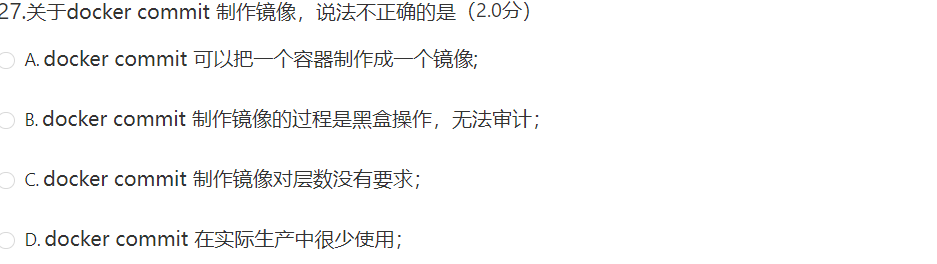 27.关于docker commit 制作镜像，说法不正确的是（2.0分）
A. docker commit 可以把一个容器制作成一个镜像;
B. docker commit 制作镜像的过程是黑盒操作，无法审计；
C. docker commit 制作镜像对层数没有要求；
D. docker commit 在实际生产中很少使用；